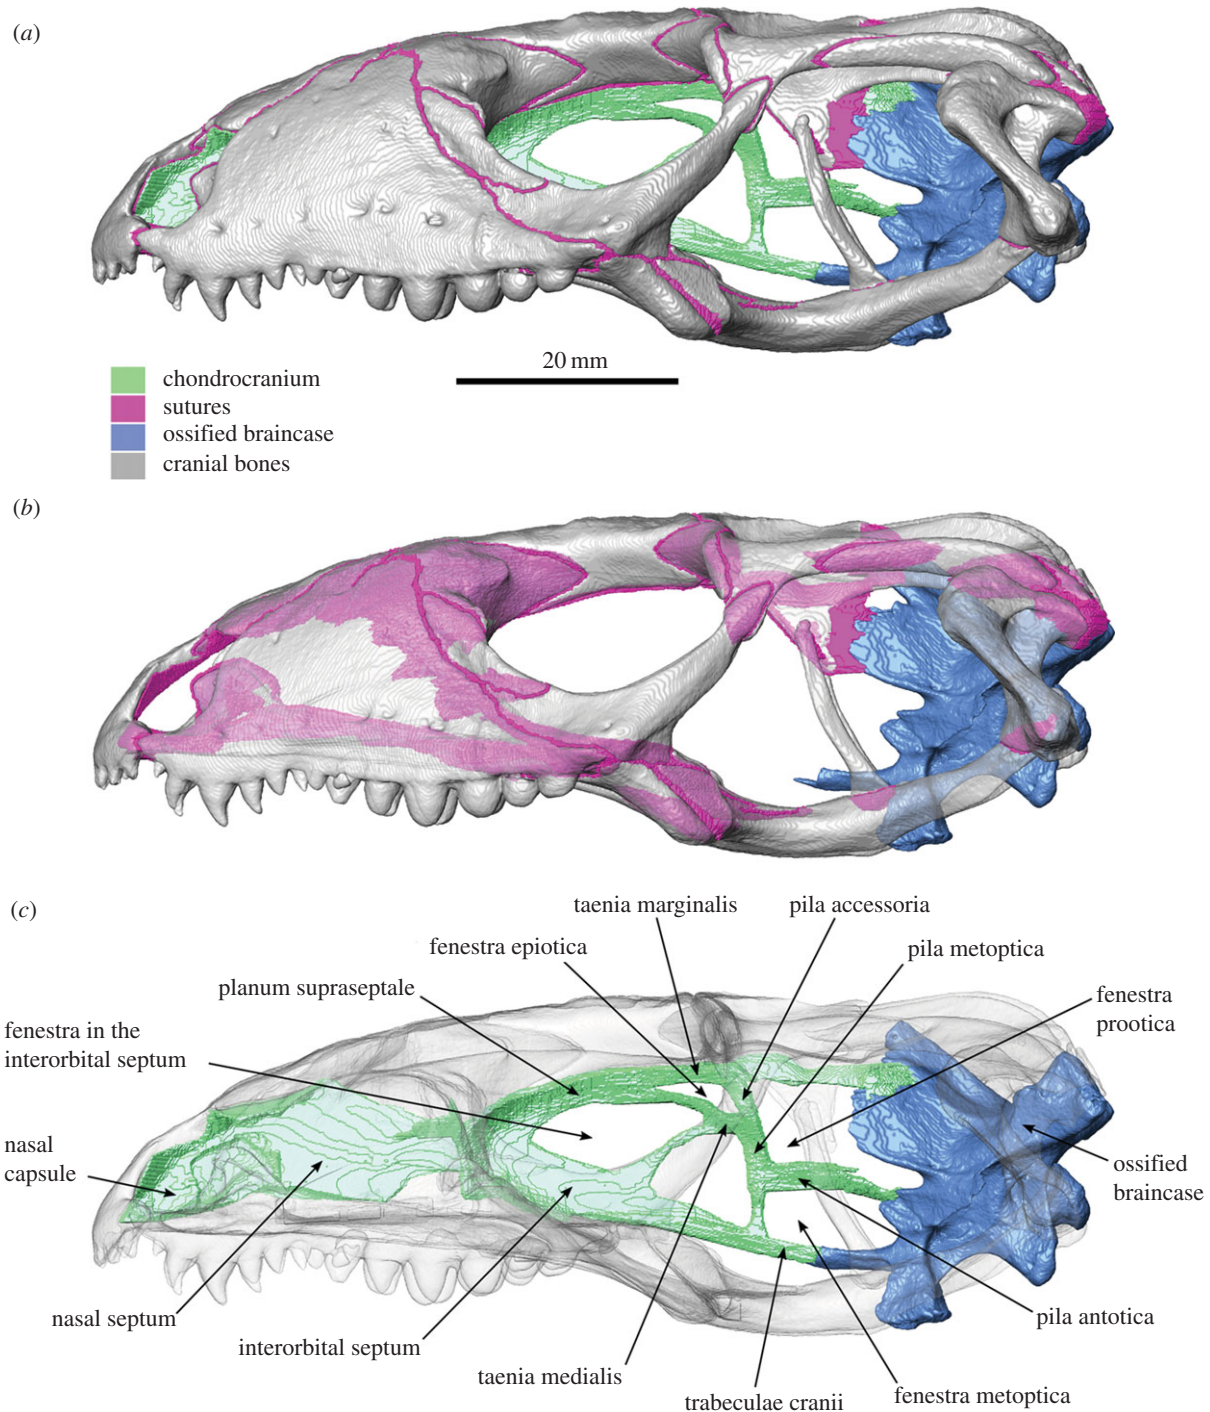 (a)
20 mm
chondrocranium
sutures
ossified braincase
cranial bones
(b)
(c)
taenia marginalis
pila accessoria
fenestra epiotica
pila metoptica
planum supraseptale
fenestra
prootica
fenestra in the
interorbital septum
nasal
capsule
ossified
braincase
nasal septum
interorbital septum
pila antotica
taenia medialis
trabeculae cranii
fenestra metoptica